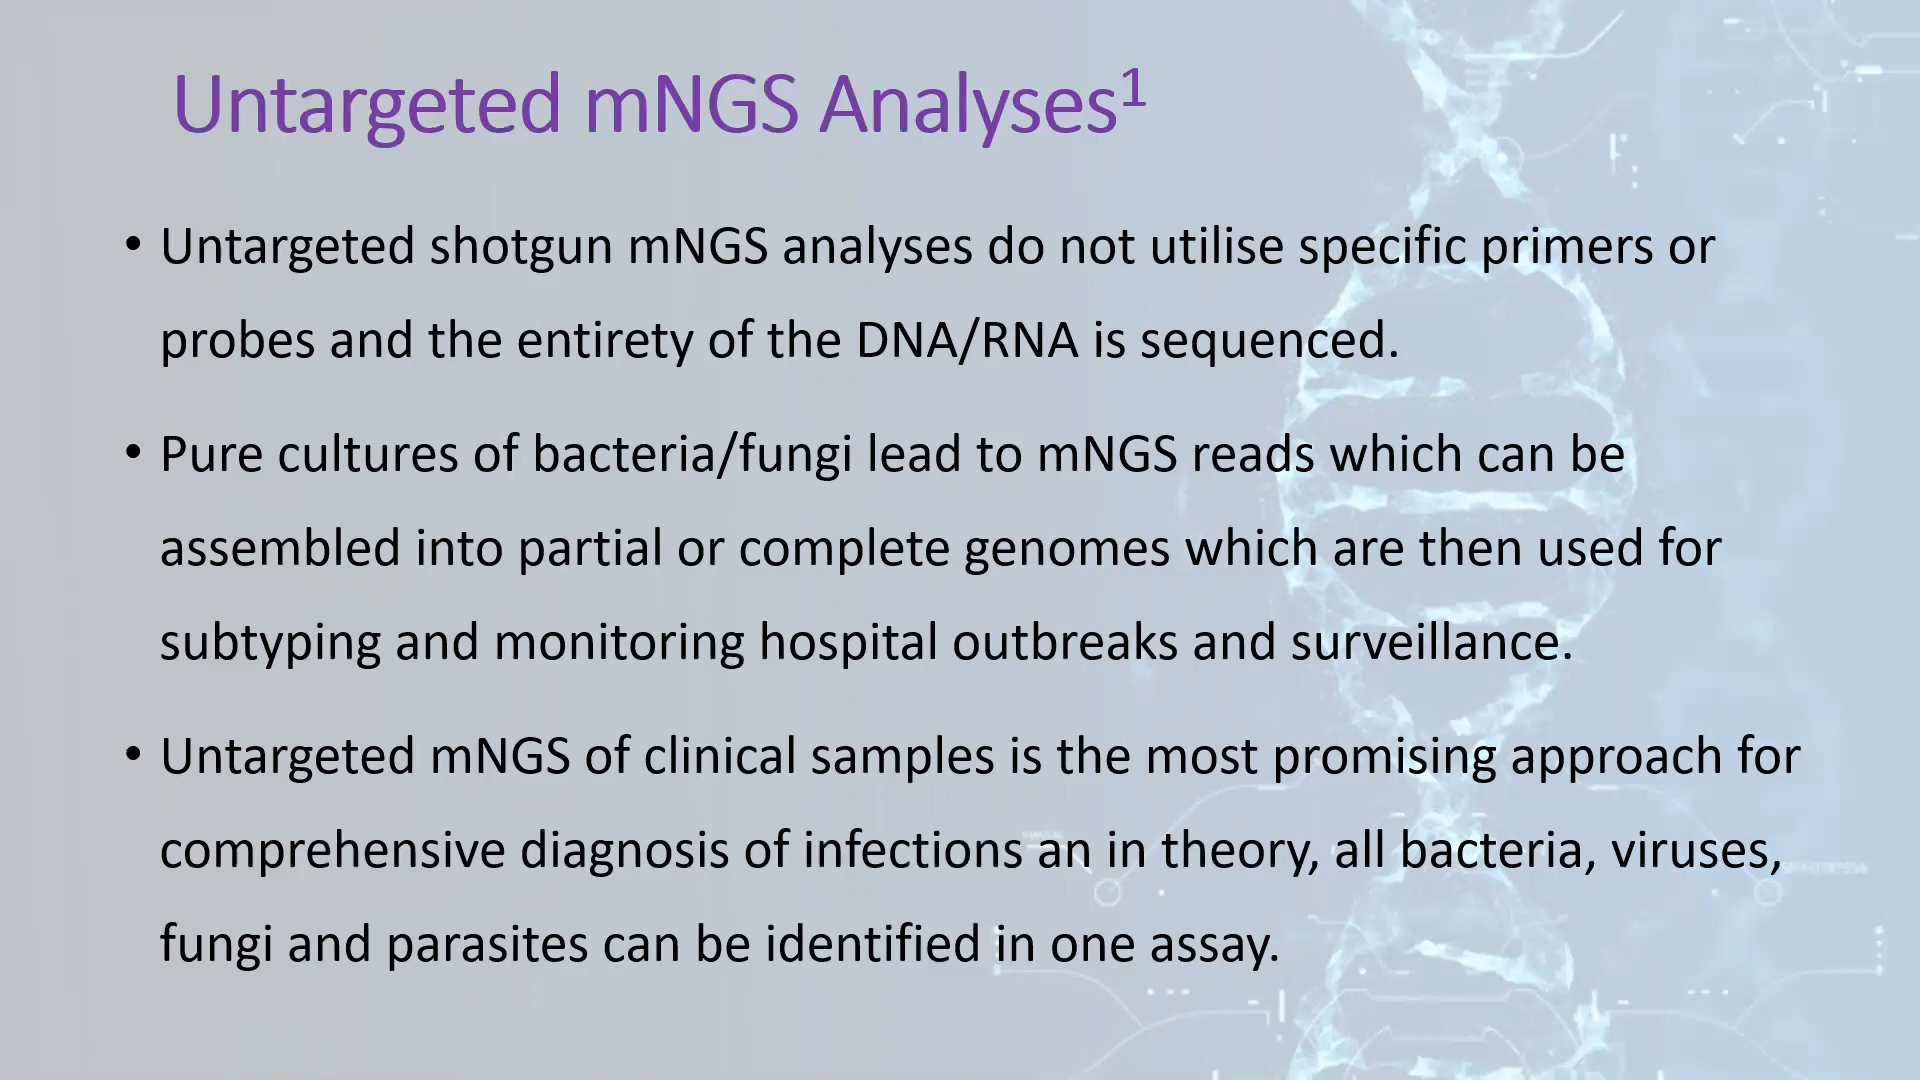 Untargeted mNGS Analyses¹
• Untargeted shotgun mNGS analyses do not utilise specific primers or
probes and the entirety of the DNA/RNA is sequenced.
• Pure cultures of bacteria/fungi lead to mNGS reads which can be
assembled into partial or complete genomes which are then used for
subtyping and monitoring hospital outbreaks and surveillance.
• Untargeted mNGS of clinical samples is the most promising approach for
comprehensive diagnosis of infections an in theory, all bacteria, viruses,
fungi and parasites can be identified in one assay.